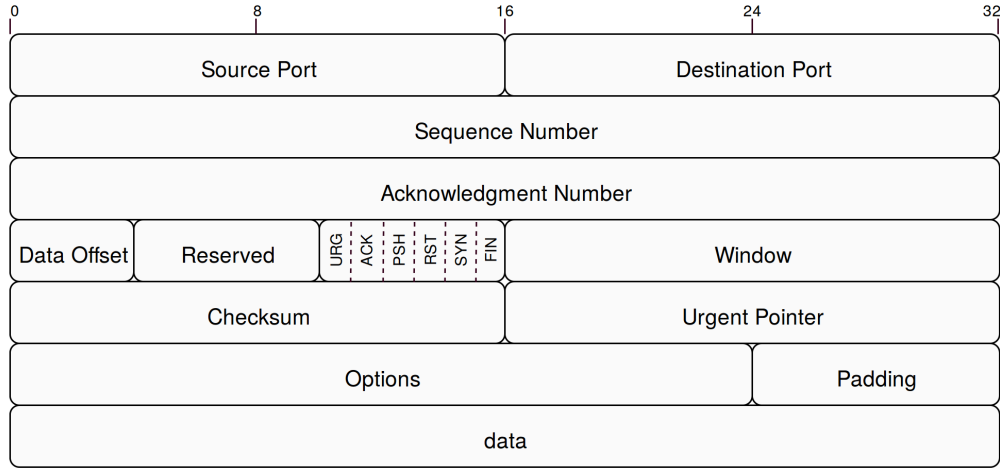 0 8 16 24 32
Source Port Destination Port
Sequence Number
Acknowledgment Number
Data Offset Reserved URG ACK PSH RST SYN FIN Window
Checksum Urgent Pointer
Options Padding
data